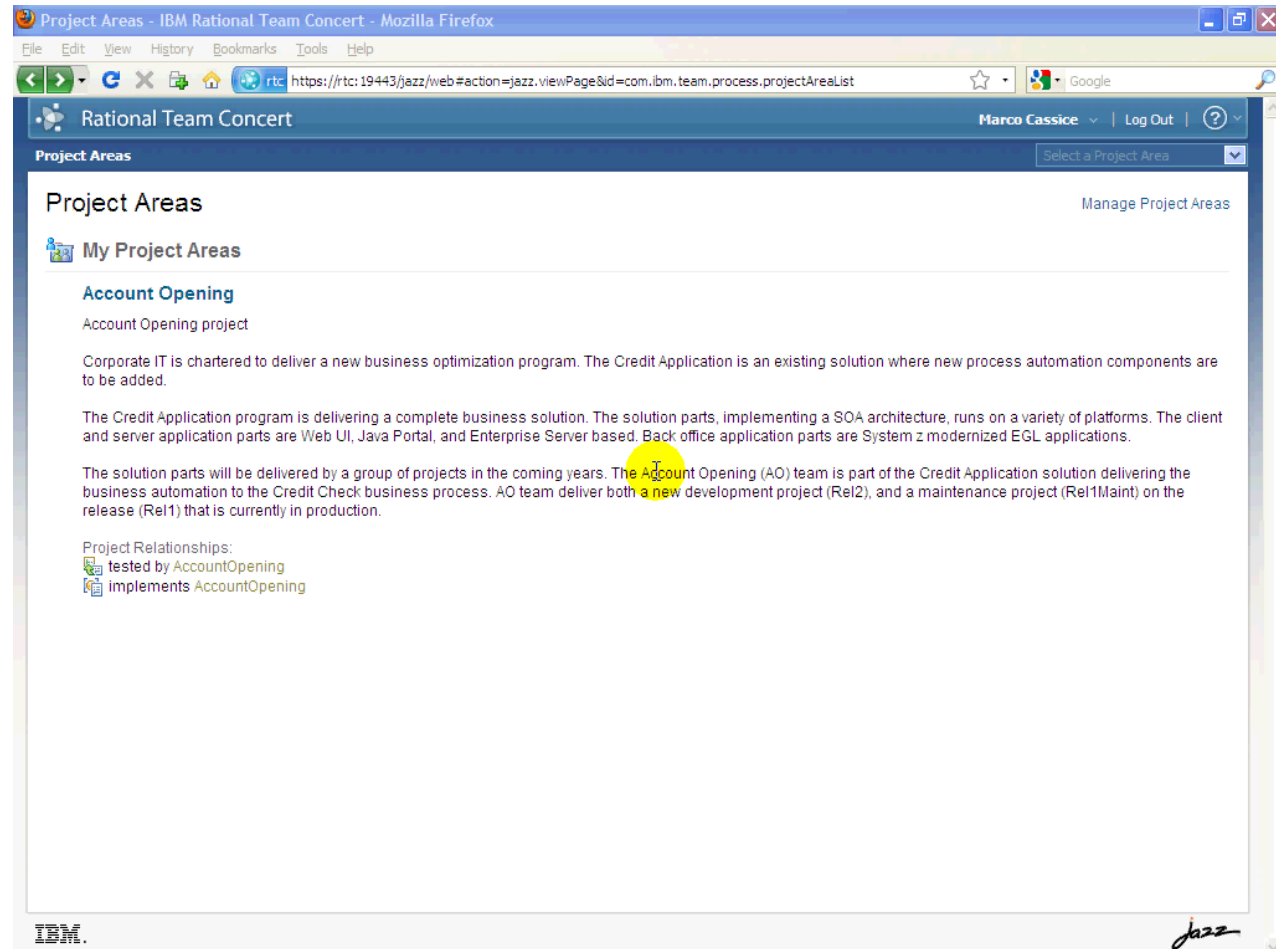 Project Areas - IBM Rational Team Concert - Mozilla Firefox
File Edit View History Bookmarks Tools Help
rtc https://rtc:19443/jazz/web#action=jazz.viewPage&id=com.ibm.team.process.projectAreaList Google
Rational Team Concert Marco Cassice | Log Out | ?
Project Areas Select a Project Area
Project Areas Manage Project Areas
My Project Areas
Account Opening
Account Opening project
Corporate IT is chartered to deliver a new business optimization program. The Credit Application is an existing solution where new process automation components are
to be added.
The Credit Application program is delivering a complete business solution. The solution parts, implementing a SOA architecture, runs on a variety of platforms. The client
and server application parts are Web UI, Java Portal, and Enterprise Server based. Back office application parts are System z modernized EGL applications.
The solution parts will be delivered by a group of projects in the coming years. The Account Opening (AO) team is part of the Credit Application solution delivering the
business automation to the Credit Check business process. AO team deliver both a new development project (Rel2), and a maintenance project (Rel1Maint) on the
release (Rel1) that is currently in production.
Project Relationships:
tested by AccountOpening
implements AccountOpening
IBM. jazz